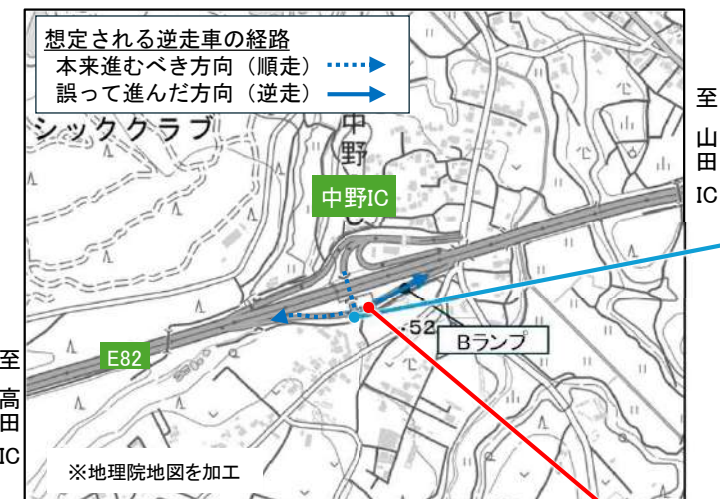 想定される逆走車の経路
本来進むべき方向（順走）
誤って進んだ方向（逆走）
シッククラブ
中野
中野IC
至 山田 IC
・52
Bランプ
E82
至 高田 IC
※地理院地図を加工